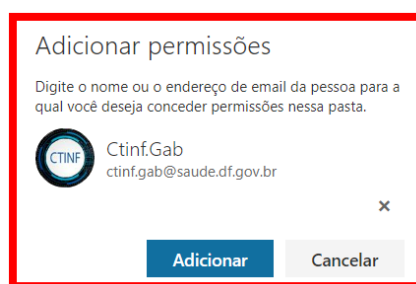 Adicionar permissões
Digite o nome ou o endereço de email da pessoa para a
qual você deseja conceder permissões nessa pasta.
CTINF
Ctinf.Gab
ctinf.gab@saude.df.gov.br
×
Adicionar Cancelar